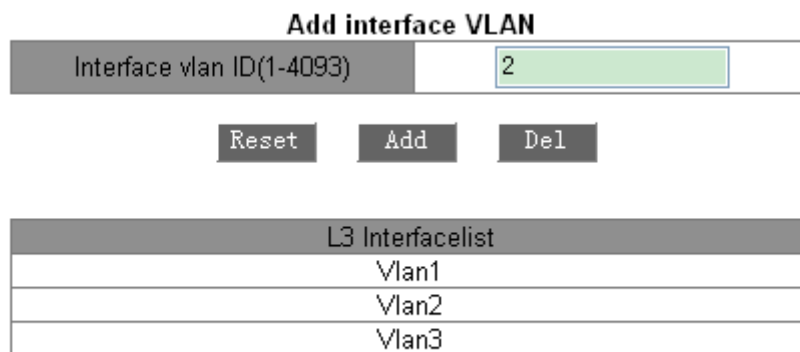 Add interface VLAN
Interface vlan ID(1-4093) 2
Reset Add Del
L3 Interfacelist
Vlan1
Vlan2
Vlan3